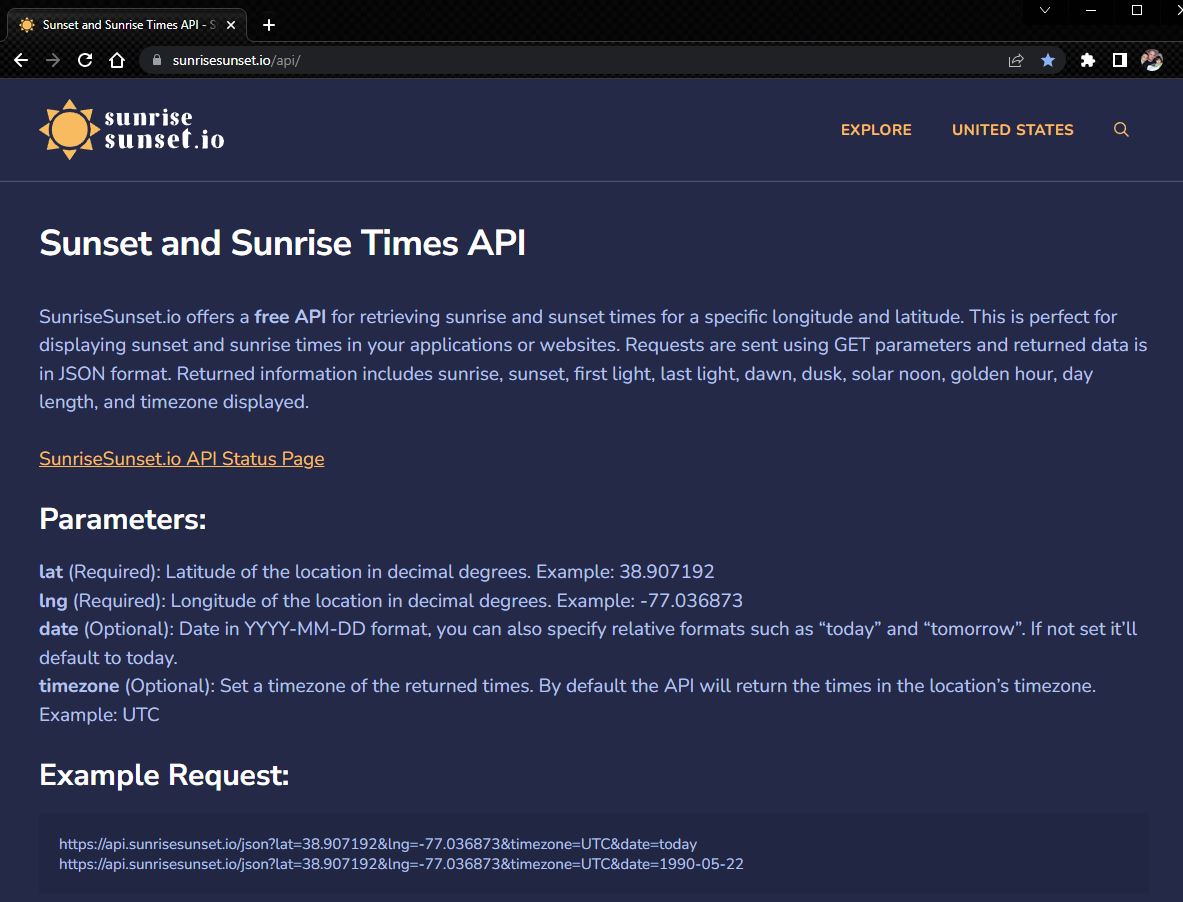 Sunset and Sunrise Times API - S
sunrisesunset.io/api/
sunrise
sunset.io
EXPLORE
UNITED STATES
Sunset and Sunrise Times API
SunriseSunset.io offers a free API for retrieving sunrise and sunset times for a specific longitude and latitude. This is perfect for
displaying sunset and sunrise times in your applications or websites. Requests are sent using GET parameters and returned data is
in JSON format. Returned information includes sunrise, sunset, first light, last light, dawn, dusk, solar noon, golden hour, day
length, and timezone displayed.
SunriseSunset.io API Status Page
Parameters:
lat (Required): Latitude of the location in decimal degrees. Example: 38.907192
lng (Required): Longitude of the location in decimal degrees. Example: -77.036873
date (Optional): Date in YYYY-MM-DD format, you can also specify relative formats such as “today” and “tomorrow”. If not set it’ll
default to today.
timezone (Optional): Set a timezone of the returned times. By default the API will return the times in the location’s timezone.
Example: UTC
Example Request:
https://api.sunrisesunset.io/json?lat=38.907192&lng=-77.036873&timezone=UTC&date=today
https://api.sunrisesunset.io/json?lat=38.907192&lng=-77.036873&timezone=UTC&date=1990-05-22